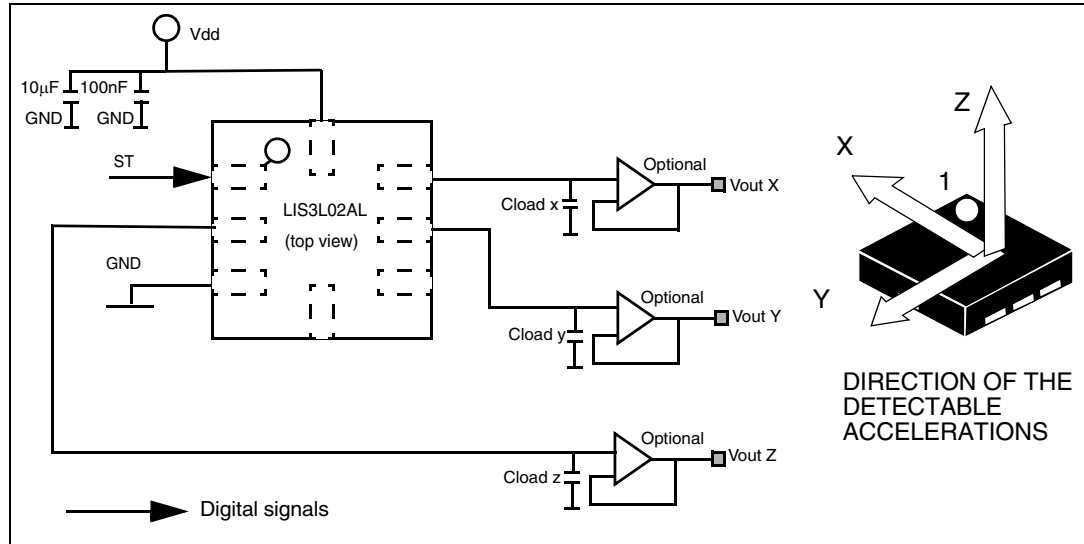 Vdd
10μF
100nF
GND
GND
ST
LIS3L02AL
(top view)
GND
Optional
Cload x
Vout X
Optional
Cload y
Vout Y
Optional
Cload z
Vout Z
Digital signals
Z
X
1
Y
DIRECTION OF THE
DETECTABLE
ACCELERATIONS